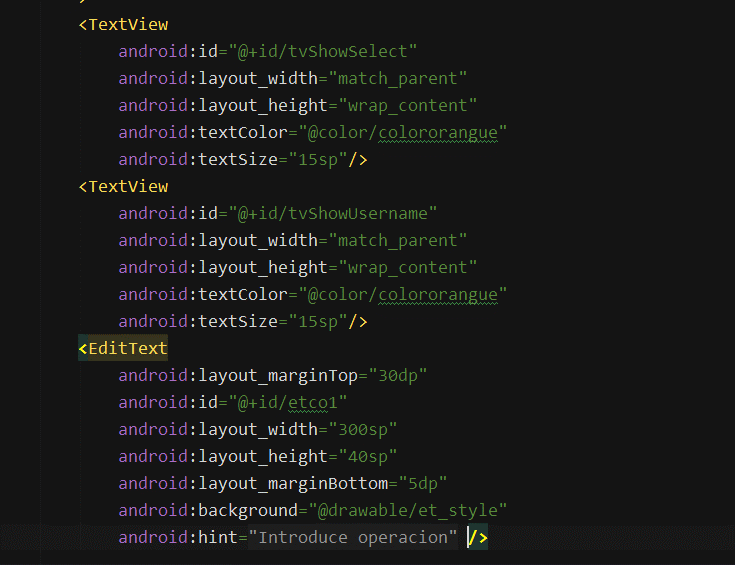 <TextView
android:id="@+id/tvShowSelect"
android:layout_width="match_parent"
android:layout_height="wrap_content"
android:textColor="@color/colororangue"
android:textSize="15sp"/>
<TextView
android:id="@+id/tvShowUsername"
android:layout_width="match_parent"
android:layout_height="wrap_content"
android:textColor="@color/colororangue"
android:textSize="15sp"/>
<EditText
android:layout_marginTop="30dp"
android:id="@+id/etco1"
android:layout_width="300sp"
android:layout_height="40sp"
android:layout_marginBottom="5dp"
android:background="@drawable/et_style"
android:hint="Introduce operacion" />